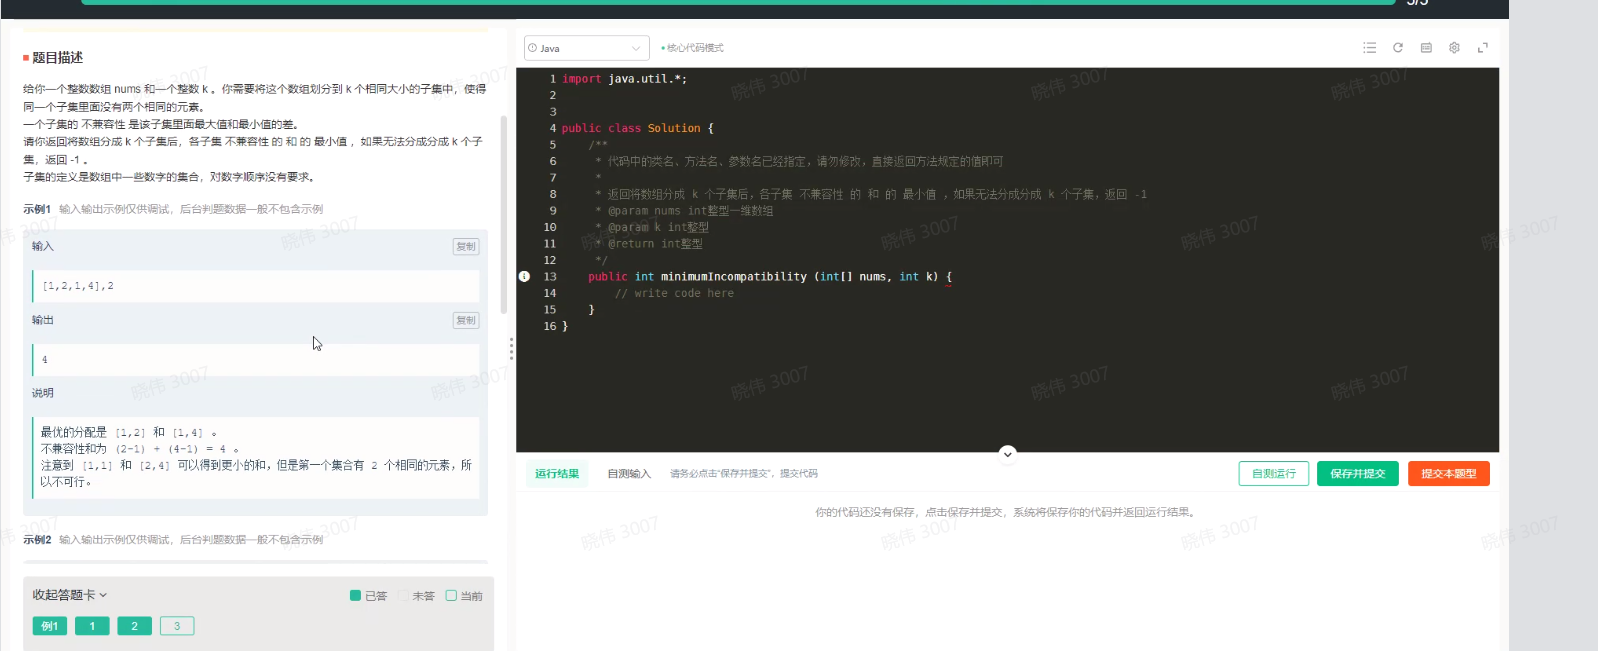 5/5
题目描述
给你一个整数数组 nums 和一个整数 k 。你需要将这个数组划分到 k 个相同大小的子集中，使得
同一个子集里面没有两个相同的元素。
一个子集的 不兼容性 是该子集里面最大值和最小值的差。
请你返回将数组分成 k 个子集后，各子集 不兼容性 的 和 的 最小值 ，如果无法分成分成 k 个子
集，返回 -1 。
子集的定义是数组中一些数字的集合，对数字顺序没有要求。
示例1 输入输出示例仅供调试，后台判题数据一般不包含示例
输入 复制
[1,2,1,4],2
输出 复制
4
说明
最优的分配是 [1,2] 和 [1,4] 。
不兼容性和为 (2-1) + (4-1) = 4 。
注意到 [1,1] 和 [2,4] 可以得到更小的和，但是第一个集合有 2 个相同的元素，所
以不可行。
示例2 输入输出示例仅供调试，后台判题数据一般不包含示例
收起答题卡 已答 未答 当前
例1 1 2 3
Java 核心代码模式
1 import java.util.*;
2
3
4 public class Solution {
5 /**
6 * 代码中的类名、方法名、参数名已经指定，请勿修改，直接返回方法规定的值即可
7 *
8 * 返回将数组分成 k 个子集后，各子集 不兼容性 的 和 的 最小值 ，如果无法分成分成 k 个子集，返回 -1
9 * @param nums int整型一维数组
10 * @param k int整型
11 * @return int整型
12 */
13 public int minimumIncompatibility (int[] nums, int k) {
14 // write code here
15 }
16 }
运行结果 自测输入 请务必点击“保存并提交”，提交代码 自测运行 保存并提交 提交本题型
你的代码还没有保存，点击保存并提交，系统将保存你的代码并返回运行结果。
晓伟 3007